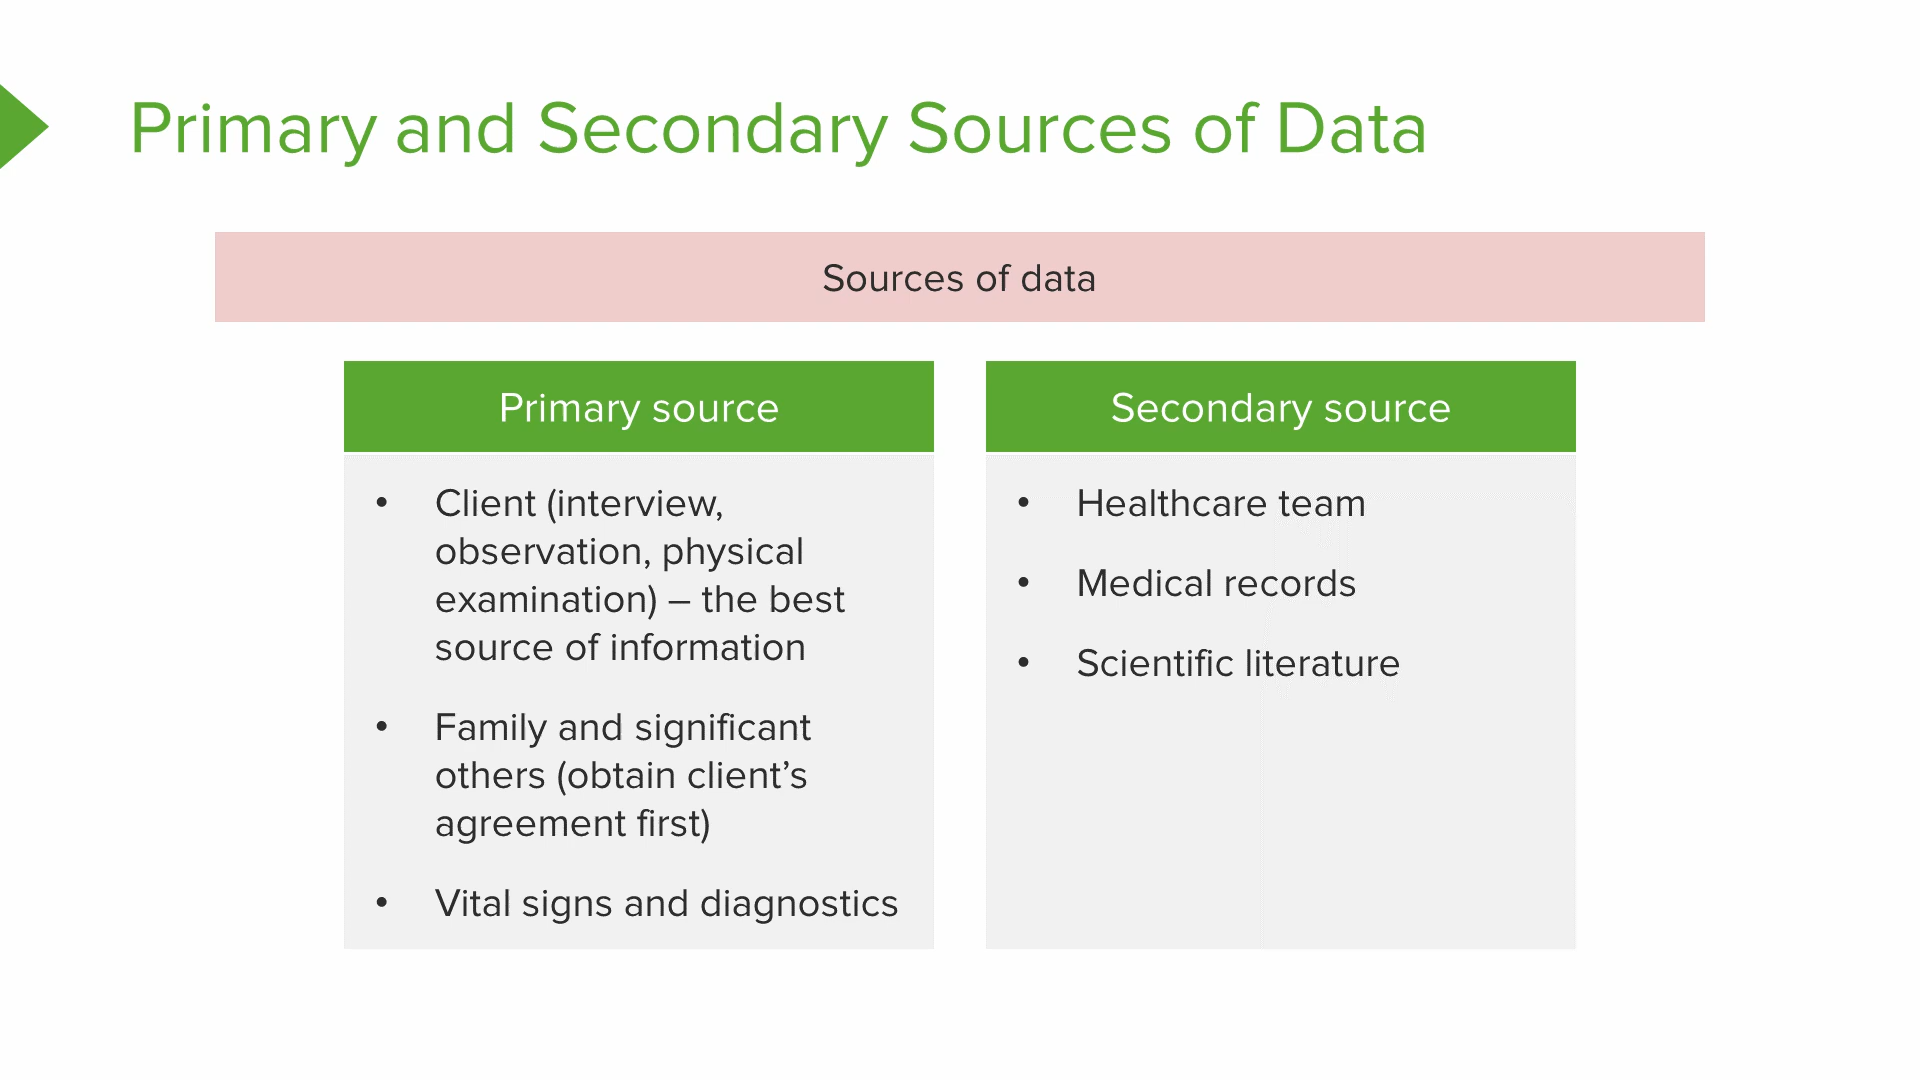 Primary and Secondary Sources of Data
Sources of data
Primary source
• Client (interview,
observation, physical
examination) – the best
source of information
• Family and significant
others (obtain client’s
agreement first)
• Vital signs and diagnostics
Secondary source
• Healthcare team
• Medical records
• Scientific literature